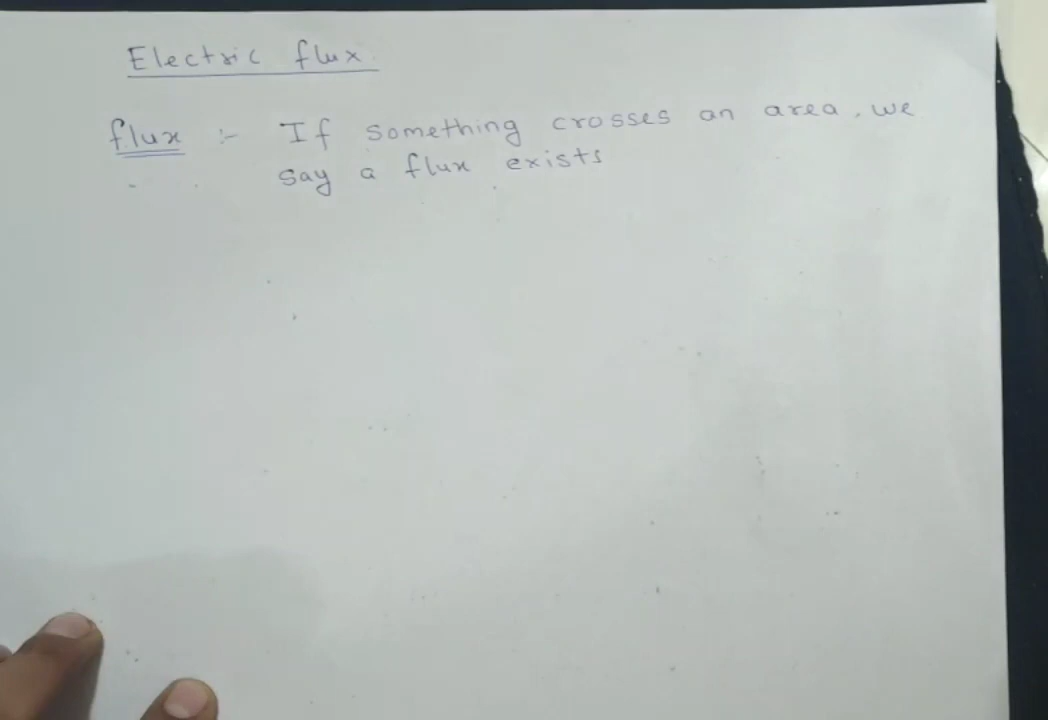 Electric flux
flux :- If something crosses an area, we
say a flux exists